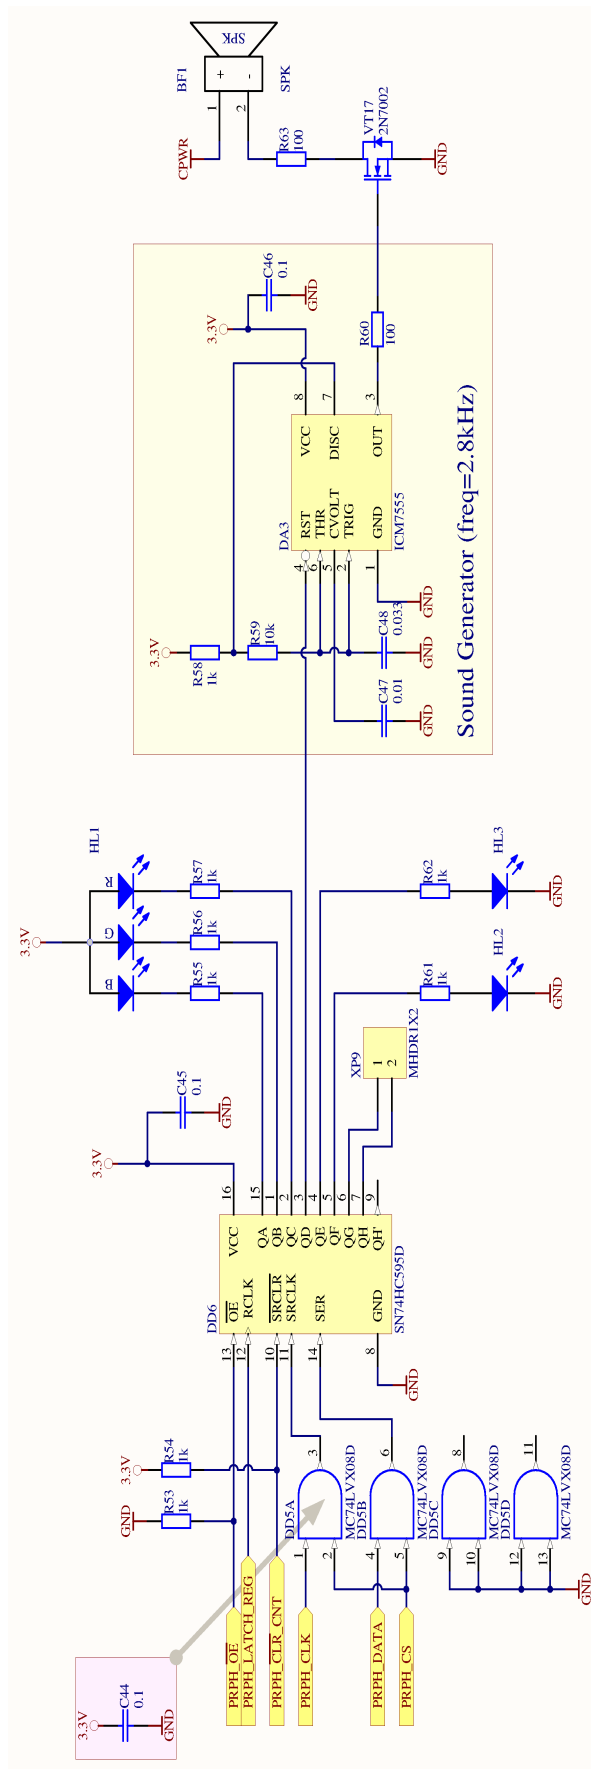 SPK
BF1
+
-
SPK
1
2
CPWR
R63
100
VT17
2N7002
GND
3.3V
C46
0.1
GND
R60
100
8
7
3
VCC
DISC
OUT
DA3
RST
THR
CVOLT
TRIG
GND
ICM7555
4
6
5
2
1
GND
3.3V
R58
1k
R59
10k
C48
0.033
GND
C47
0.01
GND
Sound Generator (freq=2.8kHz)
HL1
R
G
B
3.3V
R57
1k
R56
1k
R55
1k
R62
1k
HL3
GND
R61
1k
HL2
GND
XP9
1
2
MHDR1X2
3.3V
C45
0.1
GND
16
15
1
2
3
4
5
6
7
9
VCC
QA
QB
QC
QD
QE
QF
QG
QH
QH'
DD6
OE
RCLK
SRCLR
SRCLK
SER
GND
SN74HC595D
13
12
10
11
14
8
GND
3.3V
R54
1k
GND
R53
1k
DD5A
3
1
2
MC74LVX08D
DD5B
6
4
5
MC74LVX08D
DD5C
8
9
10
MC74LVX08D
DD5D
11
12
13
MC74LVX08D
GND
PRPH_OE
PRPH_LATCH_REG
PRPH_CLR_CNT
PRPH_CLK
PRPH_DATA
PRPH_CS
3.3V
C44
0.1
GND